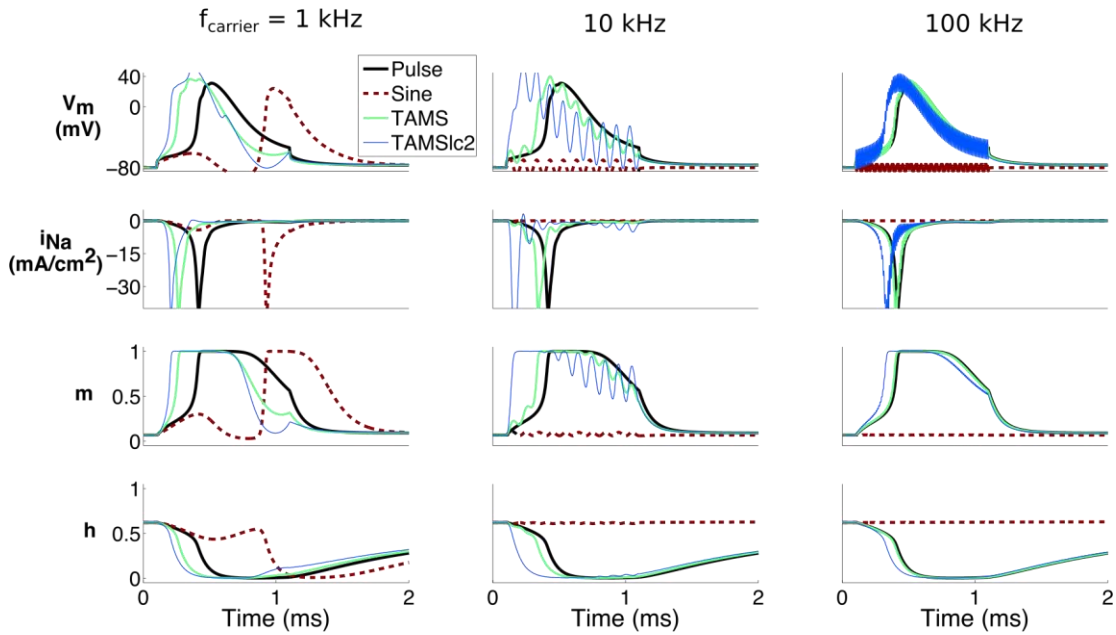 f_carrier = 1 kHz 10 kHz 100 kHz
Pulse
Sine
TAMS
TAMSlc2
V_m
(mV)
40
0
−80
i_Na
(mA/cm²)
0
−15
−30
m
1
0.5
0
h
1
0.5
0
0 1 2 0 1 2 0 1 2
Time (ms) Time (ms) Time (ms)